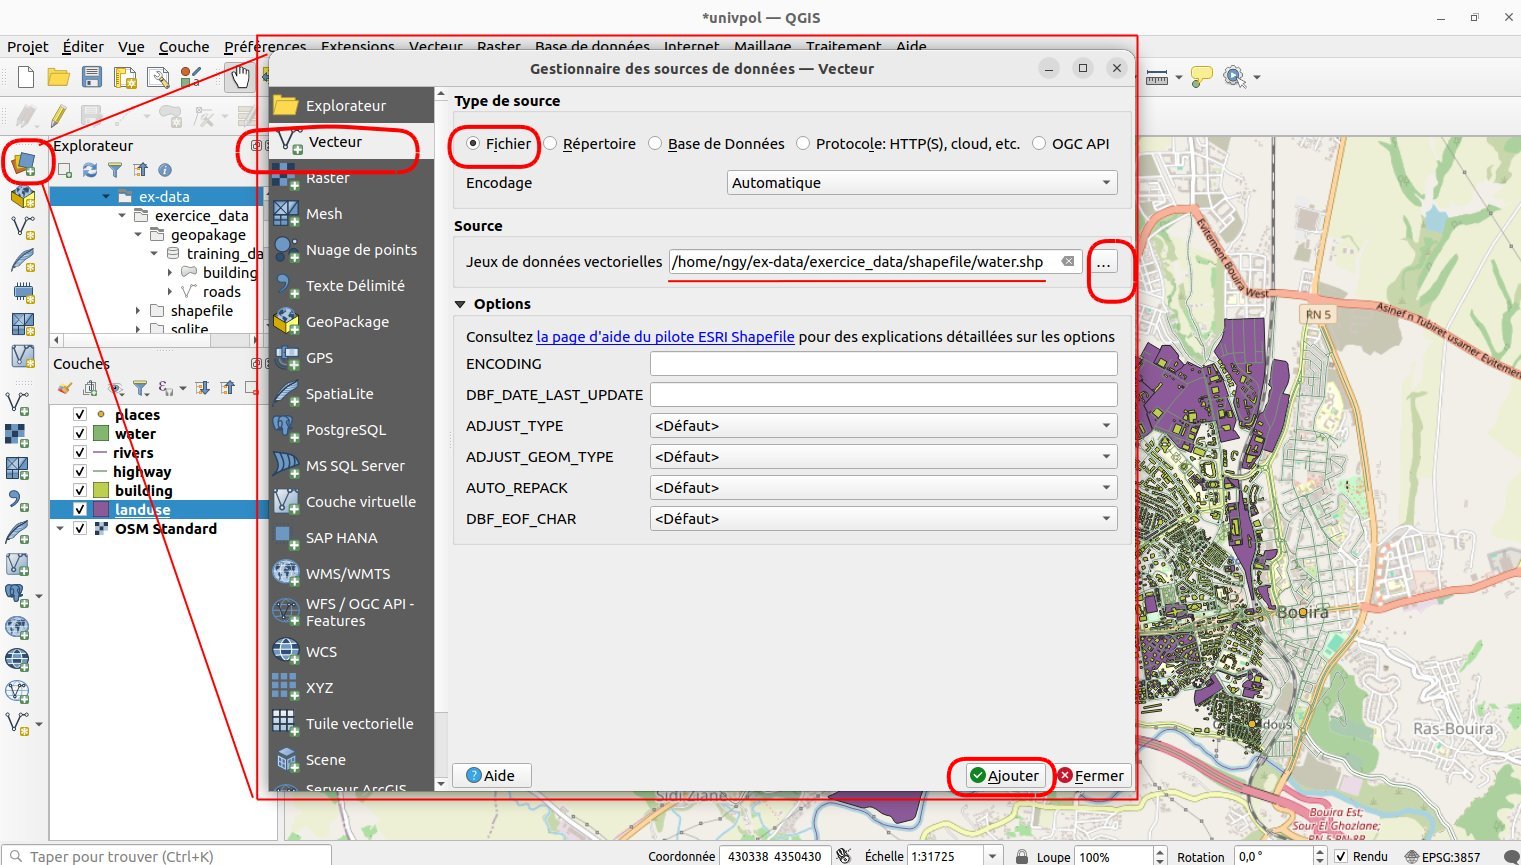 *univpol — QGIS
Projet Éditer Vue Couche Préférences Extensions Vecteur Raster Base de données Internet Maillage Traitement Aide
Gestionnaire des sources de données — Vecteur
Explorateur
ex-data
exercice_data
geopakage
training_da
building
roads
shapefile
sqlite
Couches
places
water
rivers
highway
building
landuse
OSM Standard
Explorateur
Vecteur
Raster
Mesh
Nuage de points
Texte Délimité
GeoPackage
GPS
SpatiaLite
PostgreSQL
MS SQL Server
Couche virtuelle
SAP HANA
WMS/WMTS
WFS / OGC API -
Features
WCS
XYZ
Tuile vectorielle
Scene
Serveur ArcGIS
Type de source
Fichier Répertoire Base de Données Protocole: HTTP(S), cloud, etc. OGC API
Encodage Automatique
Source
Jeux de données vectorielles /home/ngy/ex-data/exercice_data/shapefile/water.shp ...
Options
Consultez la page d'aide du pilote ESRI Shapefile pour des explications détaillées sur les options
ENCODING
DBF_DATE_LAST_UPDATE
ADJUST_TYPE <Défaut>
ADJUST_GEOM_TYPE <Défaut>
AUTO_REPACK <Défaut>
DBF_EOF_CHAR <Défaut>
Aide Ajouter Fermer
Evitement Bouira West
RN 5
Asinef n Tubiret usamer Evitement
Bouira
Ras-Bouira
Sidi Ziane
Bouira Est;
Sour El Ghozlane;
RN 5-RN 8R
Taper pour trouver (Ctrl+K)
Coordonnée 430338 4350430 Échelle 1:31725 Loupe 100% Rotation 0,0 ° Rendu EPSG:3857